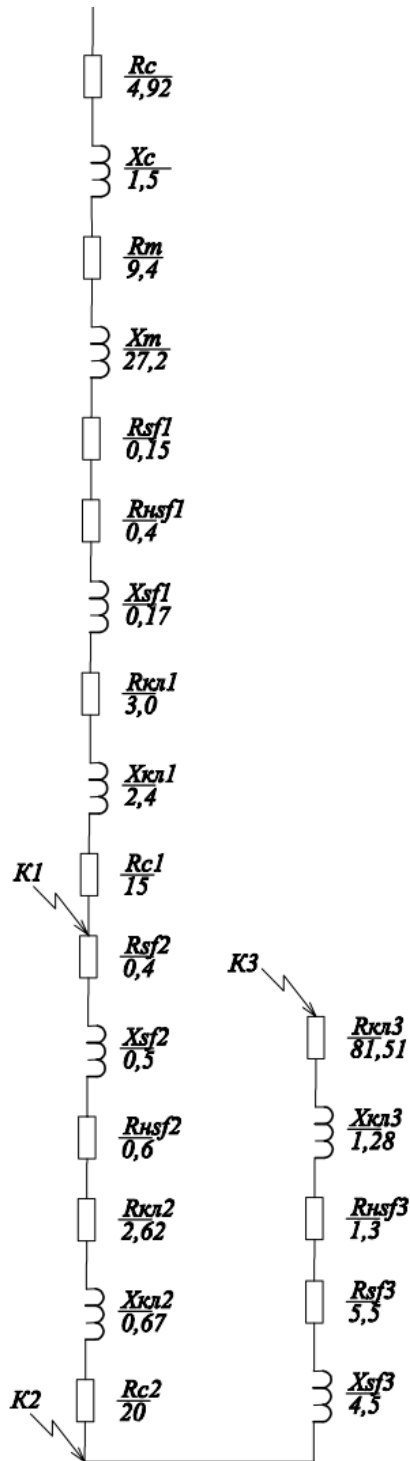 Rc
4,92
Xc
1,5
Rт
9,4
Xт
27,2
Rsf1
0,15
Rнsf1
0,4
Xsf1
0,17
Rкл1
3,0
Xкл1
2,4
Rc1
15
K1
Rsf2
0,4
Xsf2
0,5
Rнsf2
0,6
Rкл2
2,62
Xкл2
0,67
Rc2
20
K2
K3
Rкл3
81,51
Xкл3
1,28
Rнsf3
1,3
Rsf3
5,5
Xsf3
4,5